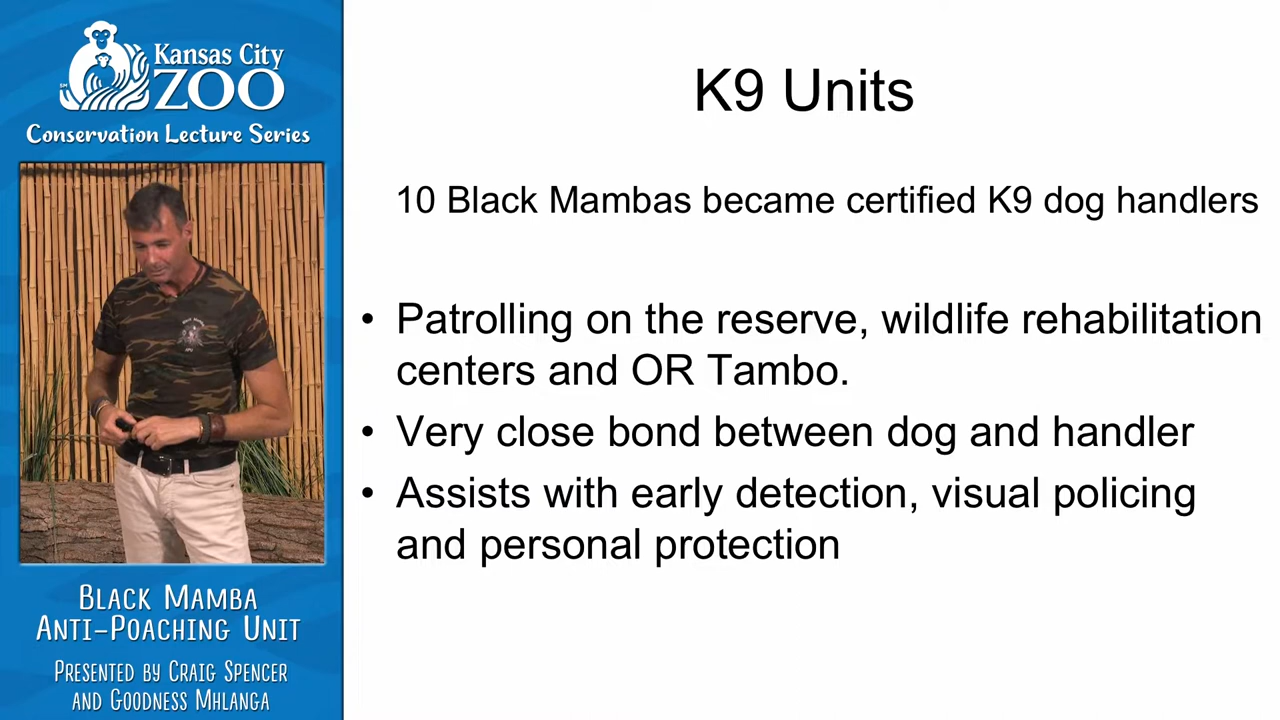 Kansas City
ZOO
Conservation Lecture Series
BLACK MAMBA
ANTI-POACHING UNIT
PRESENTED BY CRAIG SPENCER
AND GOODNESS MHLANGA
K9 Units
10 Black Mambas became certified K9 dog handlers
• Patrolling on the reserve, wildlife rehabilitation
centers and OR Tambo.
• Very close bond between dog and handler
• Assists with early detection, visual policing
and personal protection